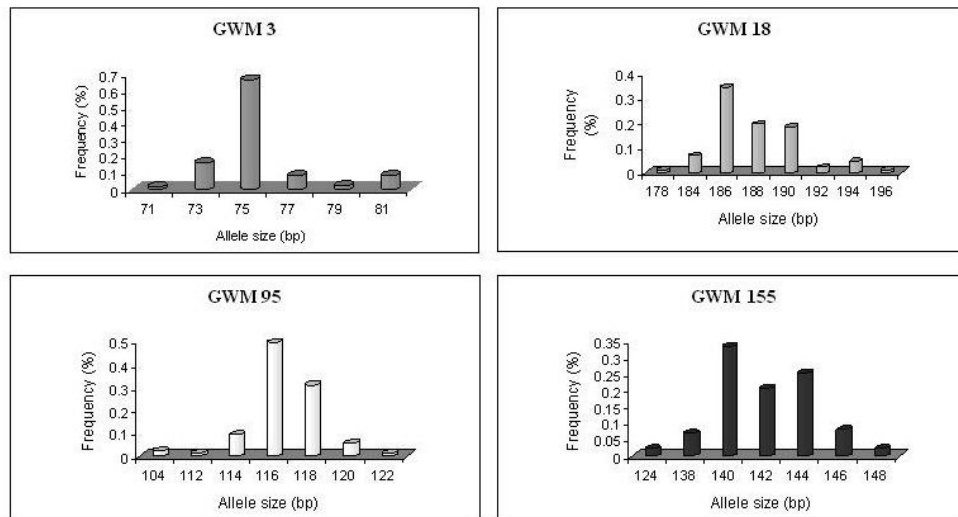 GWM 3
Frequency (%)
0.7
0.6
0.5
0.4
0.3
0.2
0.1
0
71 73 75 77 79 81
Allele size (bp)
GWM 18
Frequency
(%)
0.4
0.3
0.2
0.1
0
178 184 186 188 190 192 194 196
Allele size (bp)
GWM 95
Frequency (%)
0.5
0.4
0.3
0.2
0.1
0
104 112 114 116 118 120 122
Allele size (bp)
GWM 155
Frequency (%)
0.35
0.3
0.25
0.2
0.15
0.1
0.05
0
124 138 140 142 144 146 148
Allele size (bp)